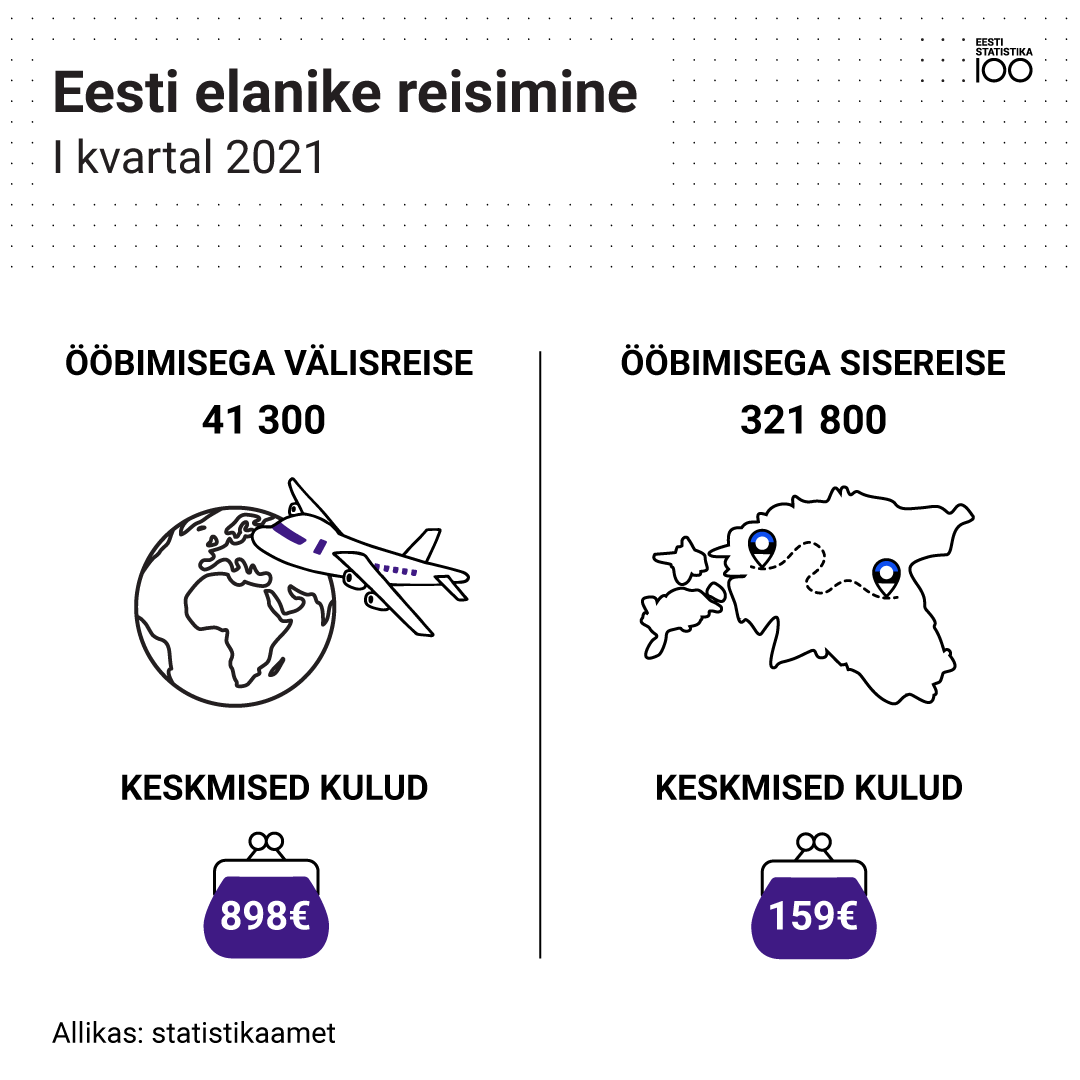 Eesti elanike reisimine
I kvartal 2021
EESTI
STATISTIKA
100
ÖÖBIMISEGA VÄLISREISE
41 300
KESKMISED KULUD
898€
ÖÖBIMISEGA SISEREISE
321 800
KESKMISED KULUD
159€
Allikas: statistikaamet